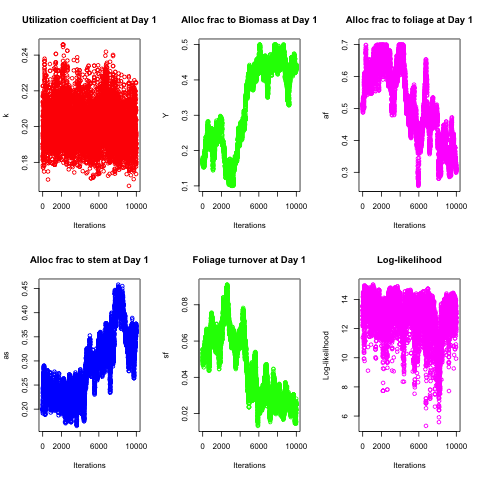 Utilization coefficient at Day 1
k
0.18 0.20 0.22 0.24
0 2000 6000 10000
Iterations
Alloc frac to Biomass at Day 1
Y
0.1 0.2 0.3 0.4 0.5
0 2000 6000 10000
Iterations
Alloc frac to foliage at Day 1
af
0.3 0.4 0.5 0.6 0.7
0 2000 6000 10000
Iterations
Alloc frac to stem at Day 1
as
0.20 0.25 0.30 0.35 0.40 0.45
0 2000 6000 10000
Iterations
Foliage turnover at Day 1
sf
0.02 0.04 0.06 0.08
0 2000 6000 10000
Iterations
Log-likelihood
Log-likelihood
6 8 10 12 14
0 2000 6000 10000
Iterations